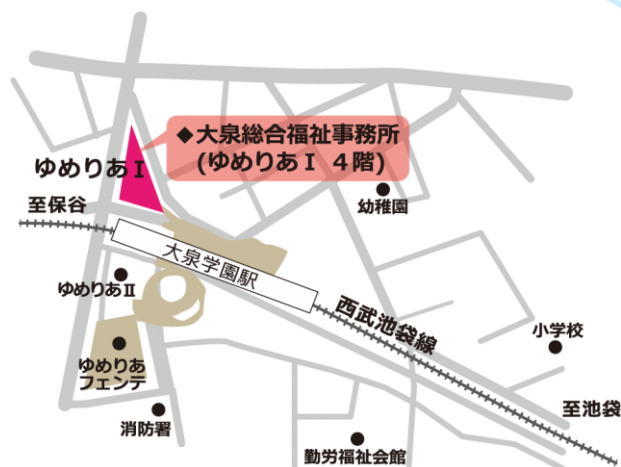 ◆大泉総合福祉事務所
(ゆめりあⅠ 4階)
ゆめりあⅠ
至保谷
幼稚園
大泉学園駅
ゆめりあⅡ
西武池袋線
小学校
ゆめりあ
フェンテ
至池袋
消防署
勤労福祉会館